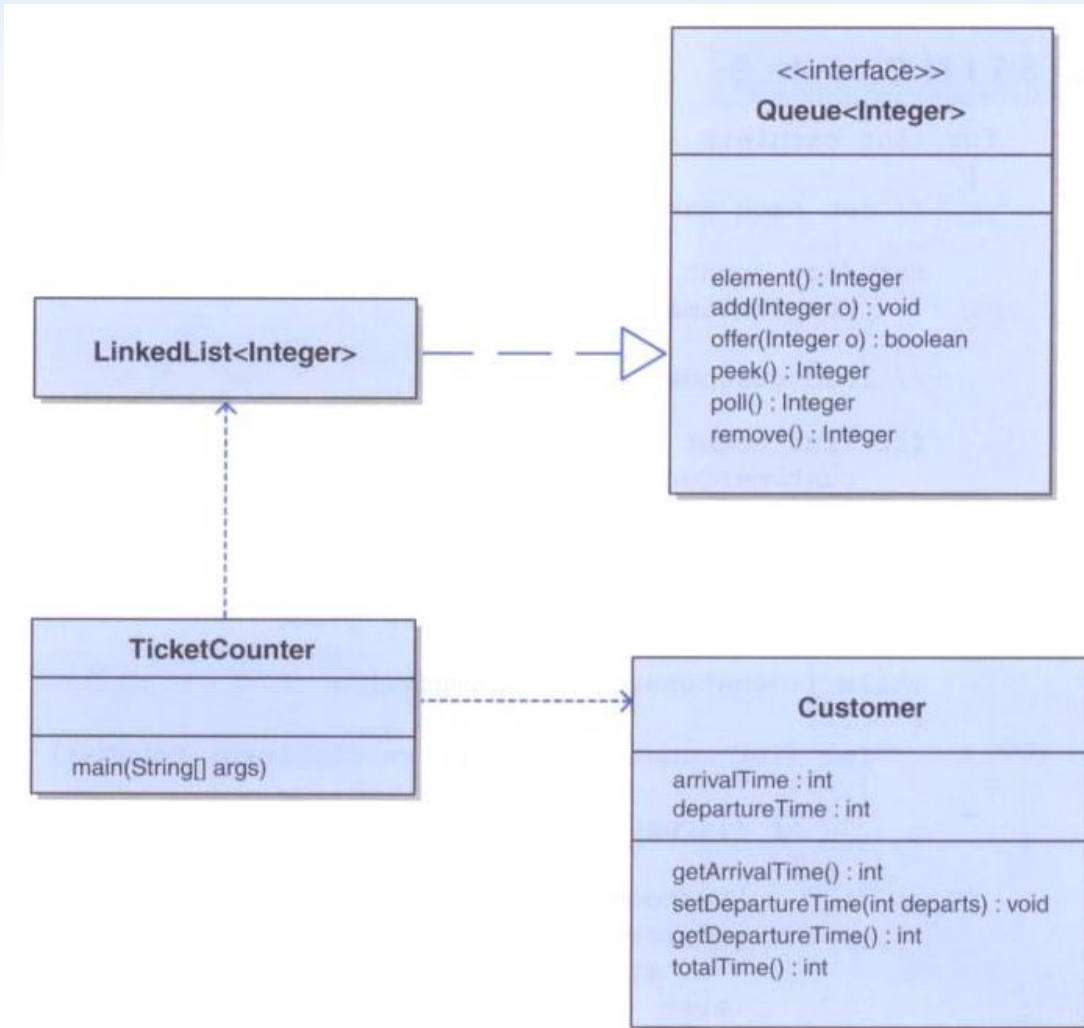 <<interface>>
Queue<Integer>
element() : Integer
add(Integer o) : void
offer(Integer o) : boolean
peek() : Integer
poll() : Integer
remove() : Integer
LinkedList<Integer>
TicketCounter
main(String[] args)
Customer
arrivalTime : int
departureTime : int
getArrivalTime() : int
setDepartureTime(int departs) : void
getDepartureTime() : int
totalTime() : int